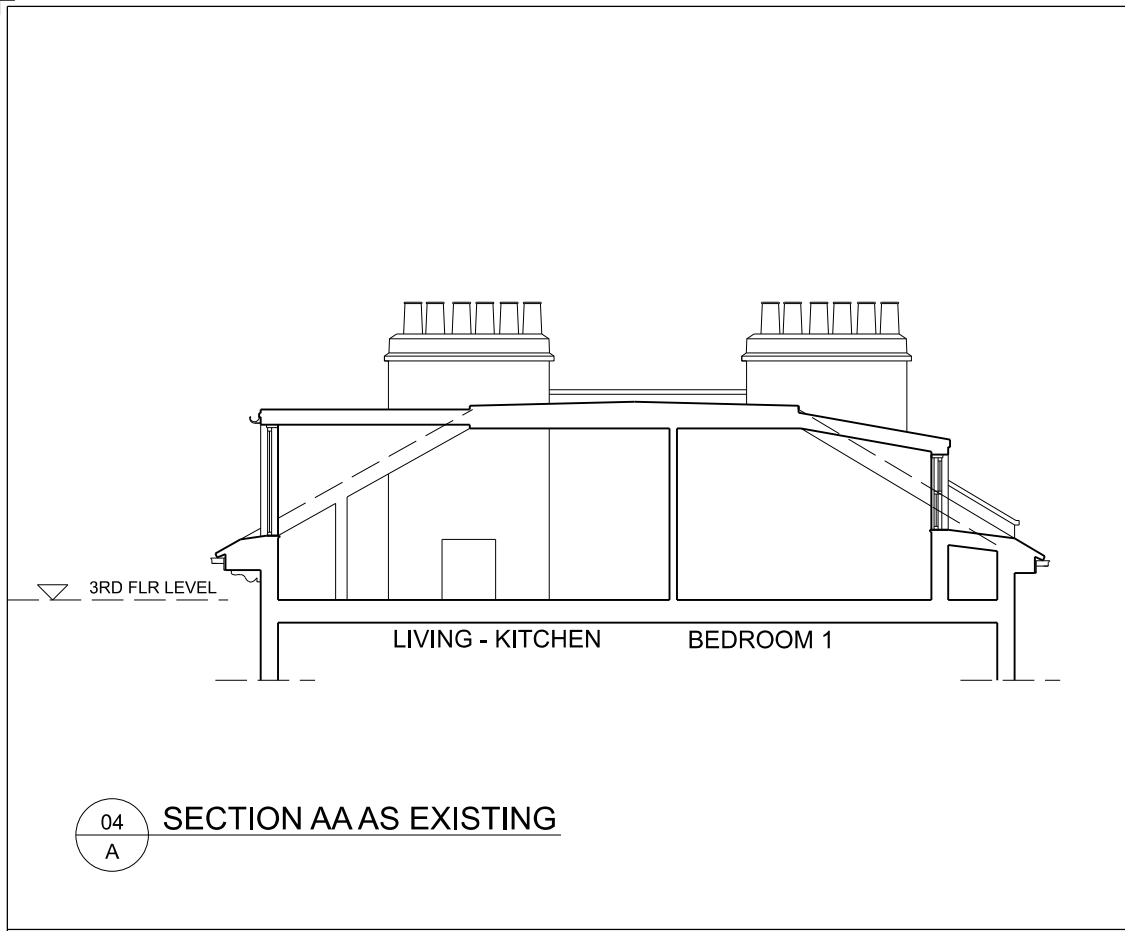 3RD FLR LEVEL
LIVING - KITCHEN
BEDROOM 1
04
A
SECTION AA AS EXISTING